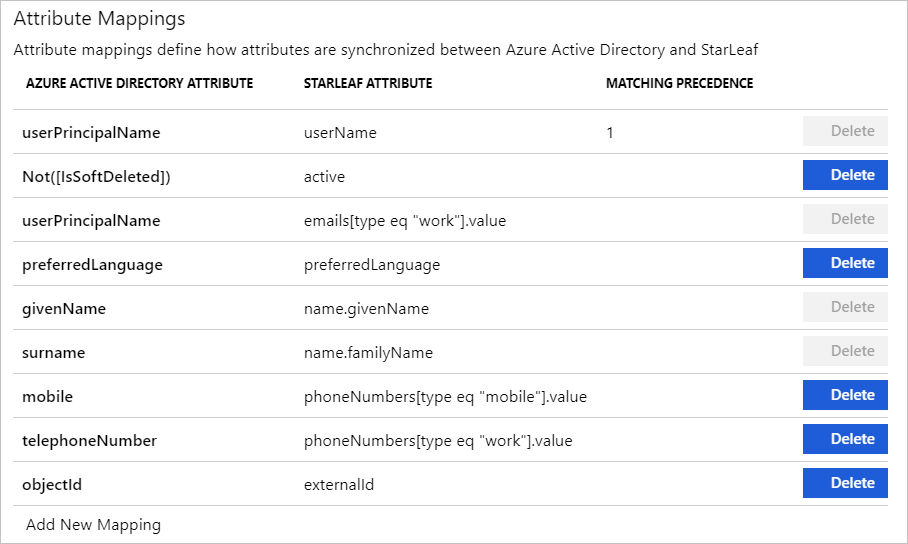 Attribute Mappings
Attribute mappings define how attributes are synchronized between Azure Active Directory and StarLeaf
AZURE ACTIVE DIRECTORY ATTRIBUTE STARLEAF ATTRIBUTE MATCHING PRECEDENCE
userPrincipalName userName 1 Delete
Not([IsSoftDeleted]) active Delete
userPrincipalName emails[type eq "work"].value Delete
preferredLanguage preferredLanguage Delete
givenName name.givenName Delete
surname name.familyName Delete
mobile phoneNumbers[type eq "mobile"].value Delete
telephoneNumber phoneNumbers[type eq "work"].value Delete
objectId externalId Delete
Add New Mapping